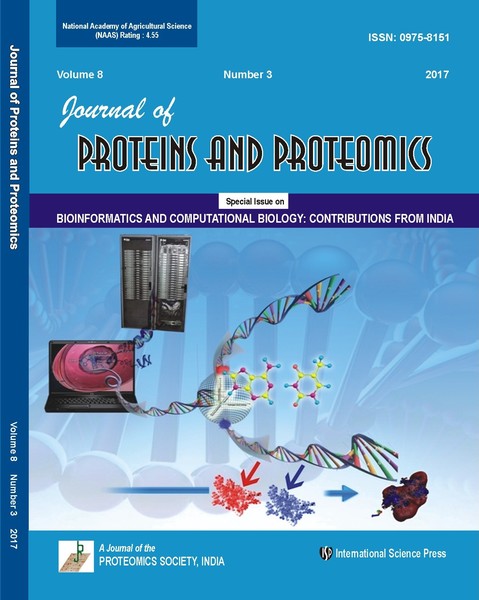 National Academy of Agricultural Science
(NAAS) Rating : 4.55
ISSN: 0975-8151
Volume 8 Number 3 2017
Journal of
PROTEINS AND PROTEOMICS
Special Issue on
BIOINFORMATICS AND COMPUTATIONAL BIOLOGY: CONTRIBUTIONS FROM INDIA
A Journal of the
PROTEOMICS SOCIETY, INDIA
ISP International Science Press
Journal of Proteins and Proteomics
Volume 8 Number 3 2017